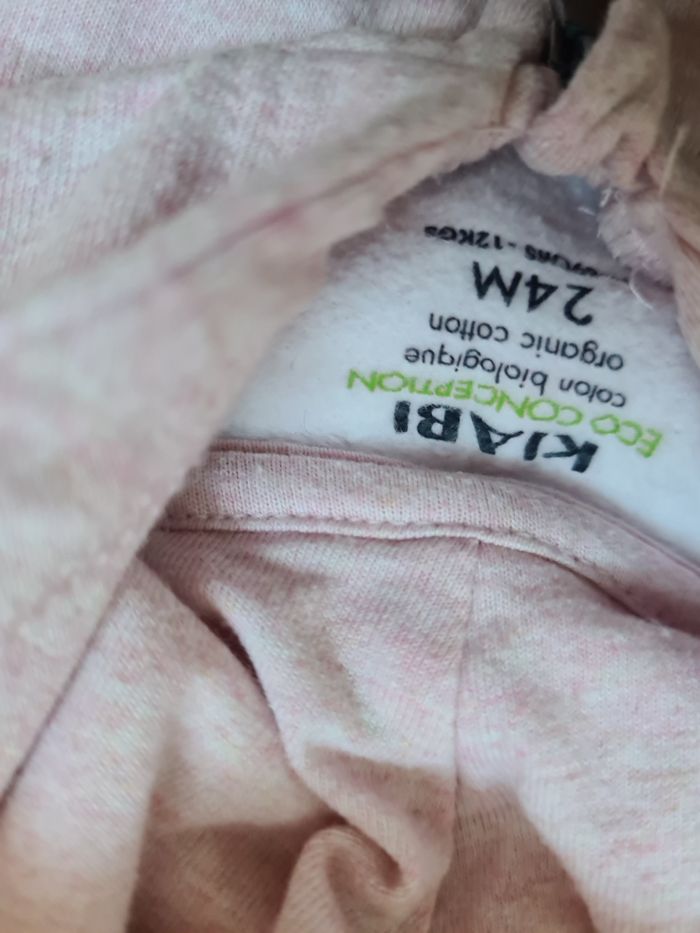 KIABI
ECO CONCEPTION
coton biologique
organic cotton
24M
- 12KGs